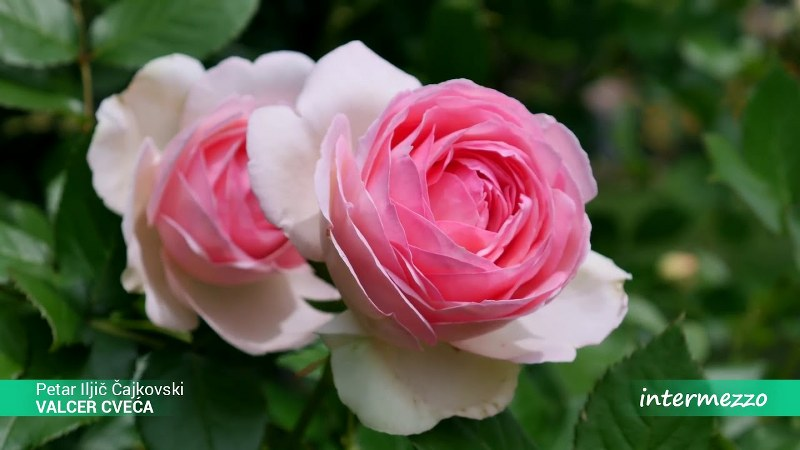 Petar Iljič Čajkovski
VALCER CVEĆA
intermezzo